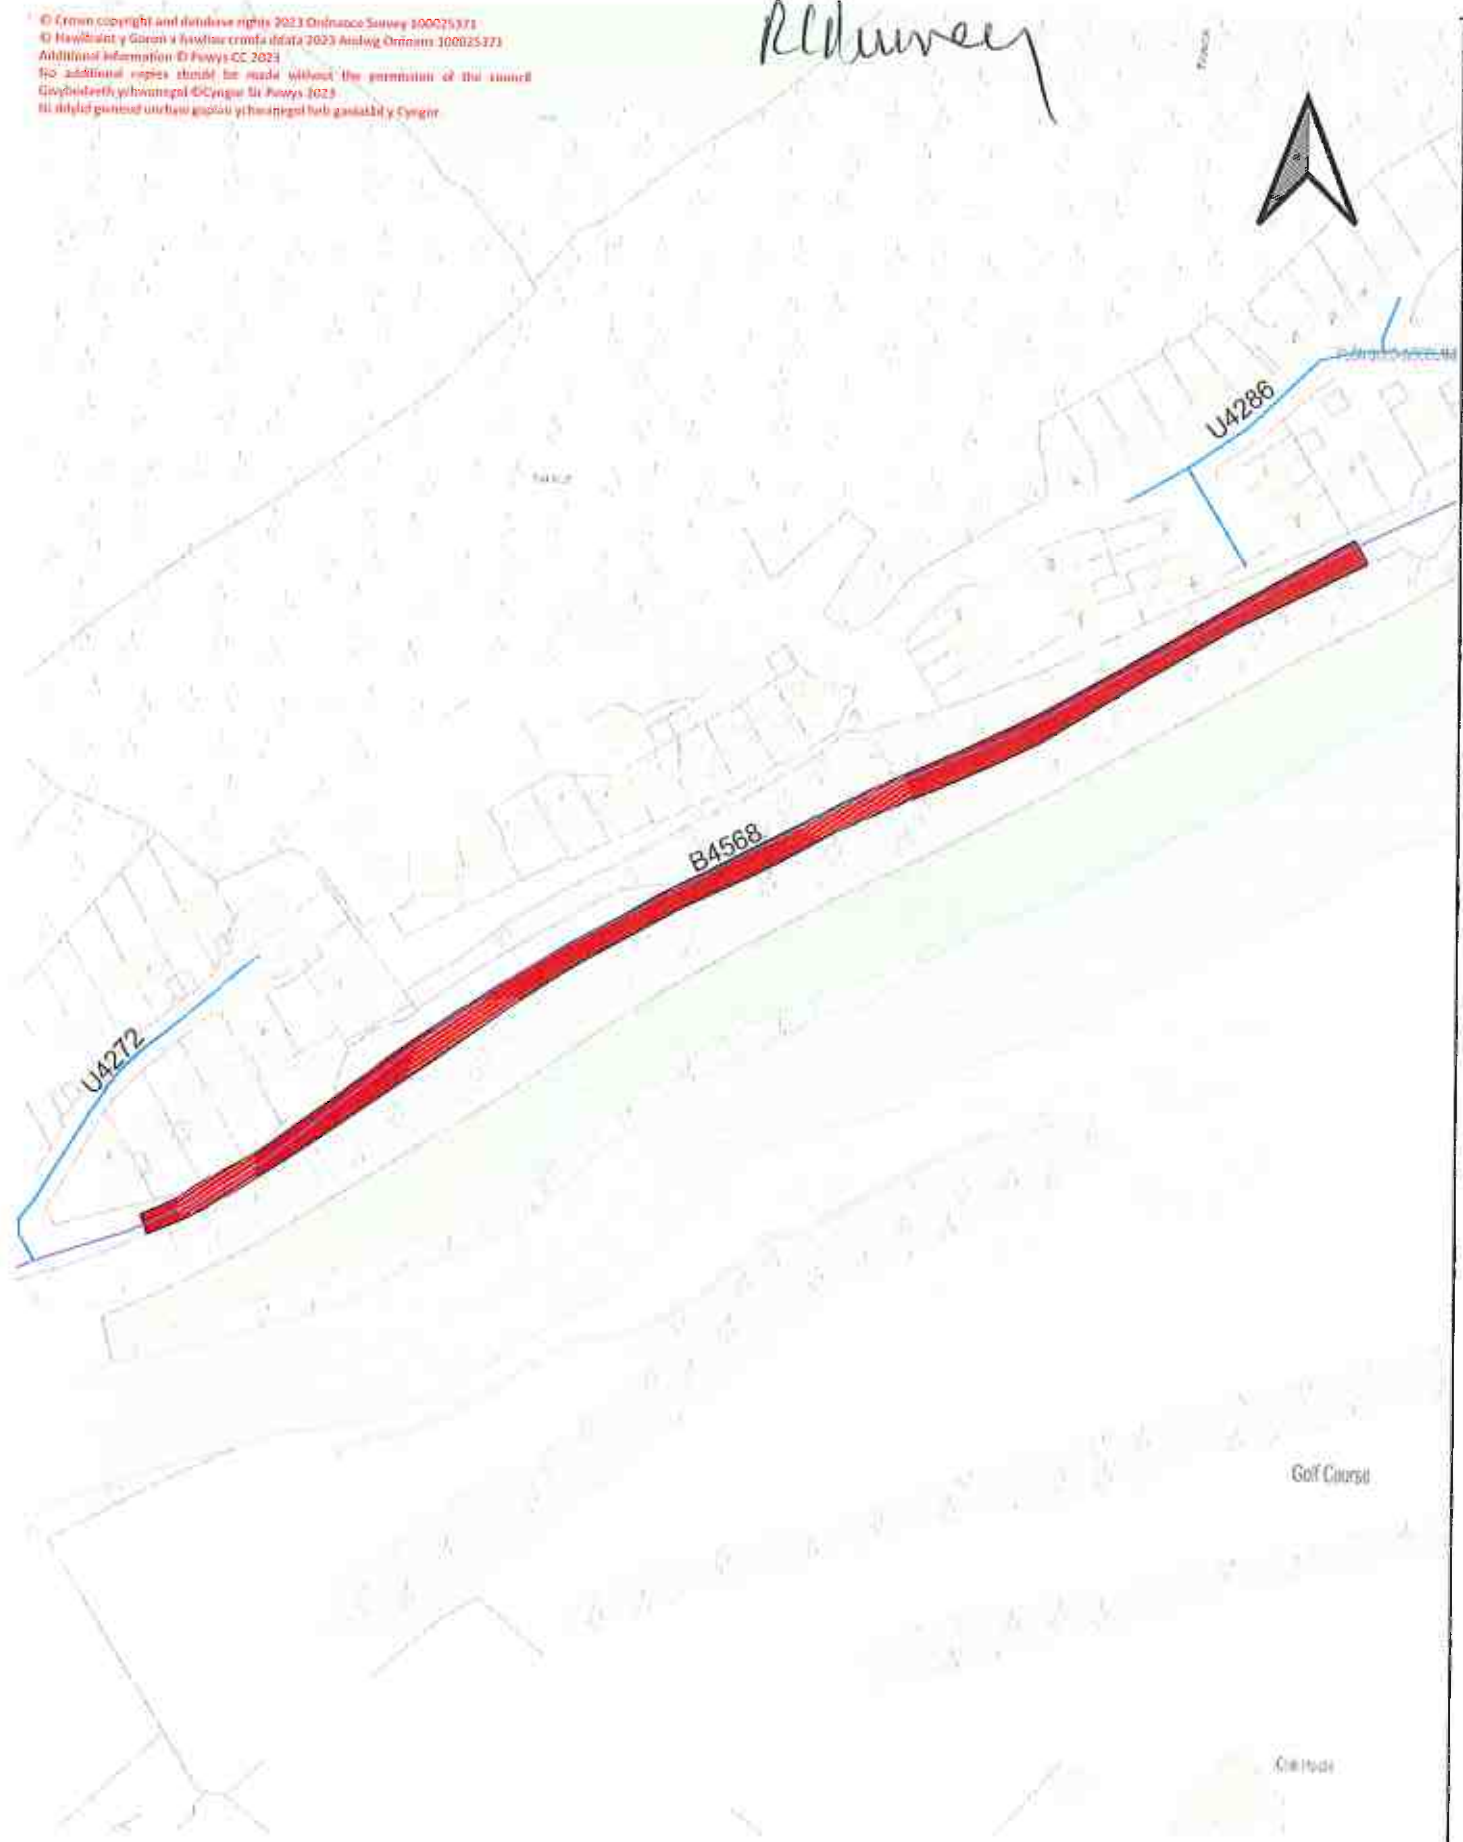 © Crown copyright and database rights 2023 Ordnance Survey 100025371
© Hawlfraint y Goron a hawliau cronfa ddata 2023 Arolwg Ordnans 100025371
Additional Information © Powys CC 2023
No additional copies should be made without the permission of the council
Gwybodaeth ychwanegol ©Cyngor Sir Powys 2023
Ni ddylid gwneud unrhyw gopïau ychwanegol heb ganiatâd y Cyngor
U4286
B4568
U4272
Golf Course